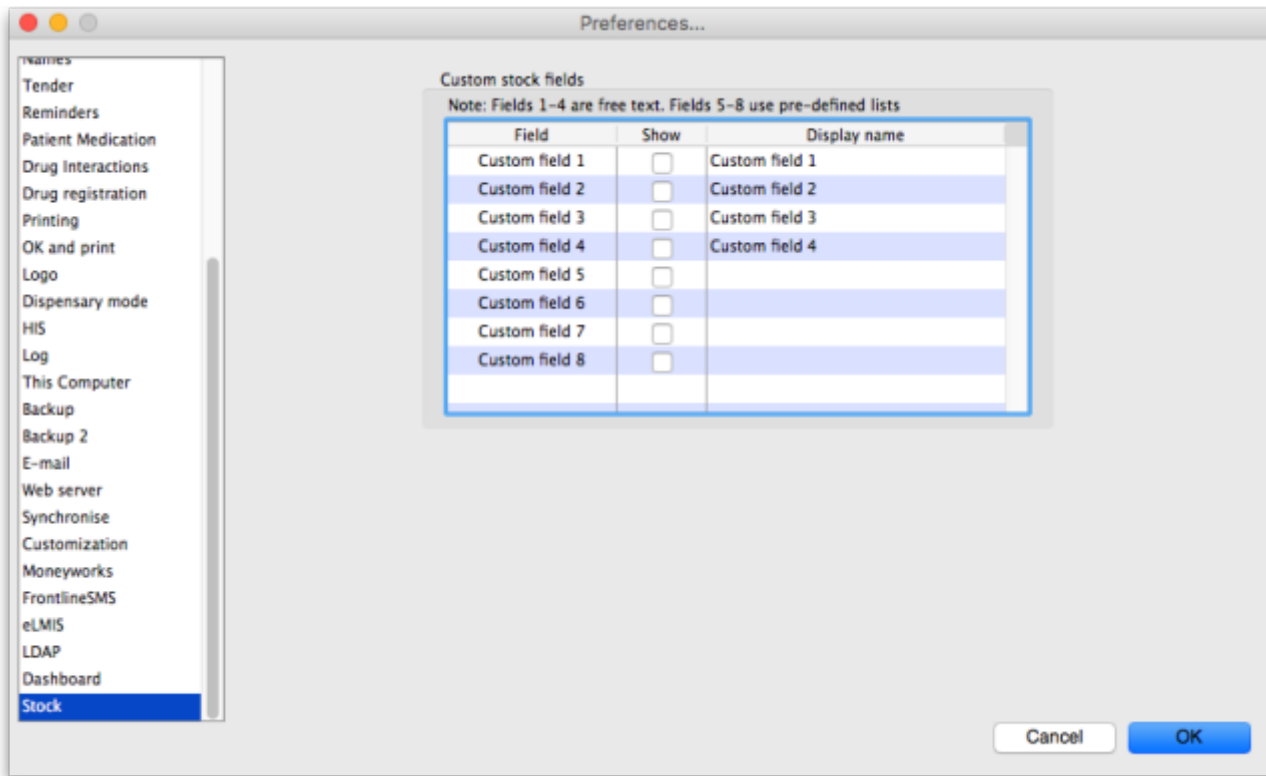 Preferences...
Names
Tender
Reminders
Patient Medication
Drug Interactions
Drug registration
Printing
OK and print
Logo
Dispensary mode
HIS
Log
This Computer
Backup
Backup 2
E-mail
Web server
Synchronise
Customization
Moneyworks
FrontlineSMS
eLMIS
LDAP
Dashboard
Stock
Custom stock fields
Note: Fields 1-4 are free text. Fields 5-8 use pre-defined lists
Field Show Display name
Custom field 1 Custom field 1
Custom field 2 Custom field 2
Custom field 3 Custom field 3
Custom field 4 Custom field 4
Custom field 5
Custom field 6
Custom field 7
Custom field 8
Cancel OK